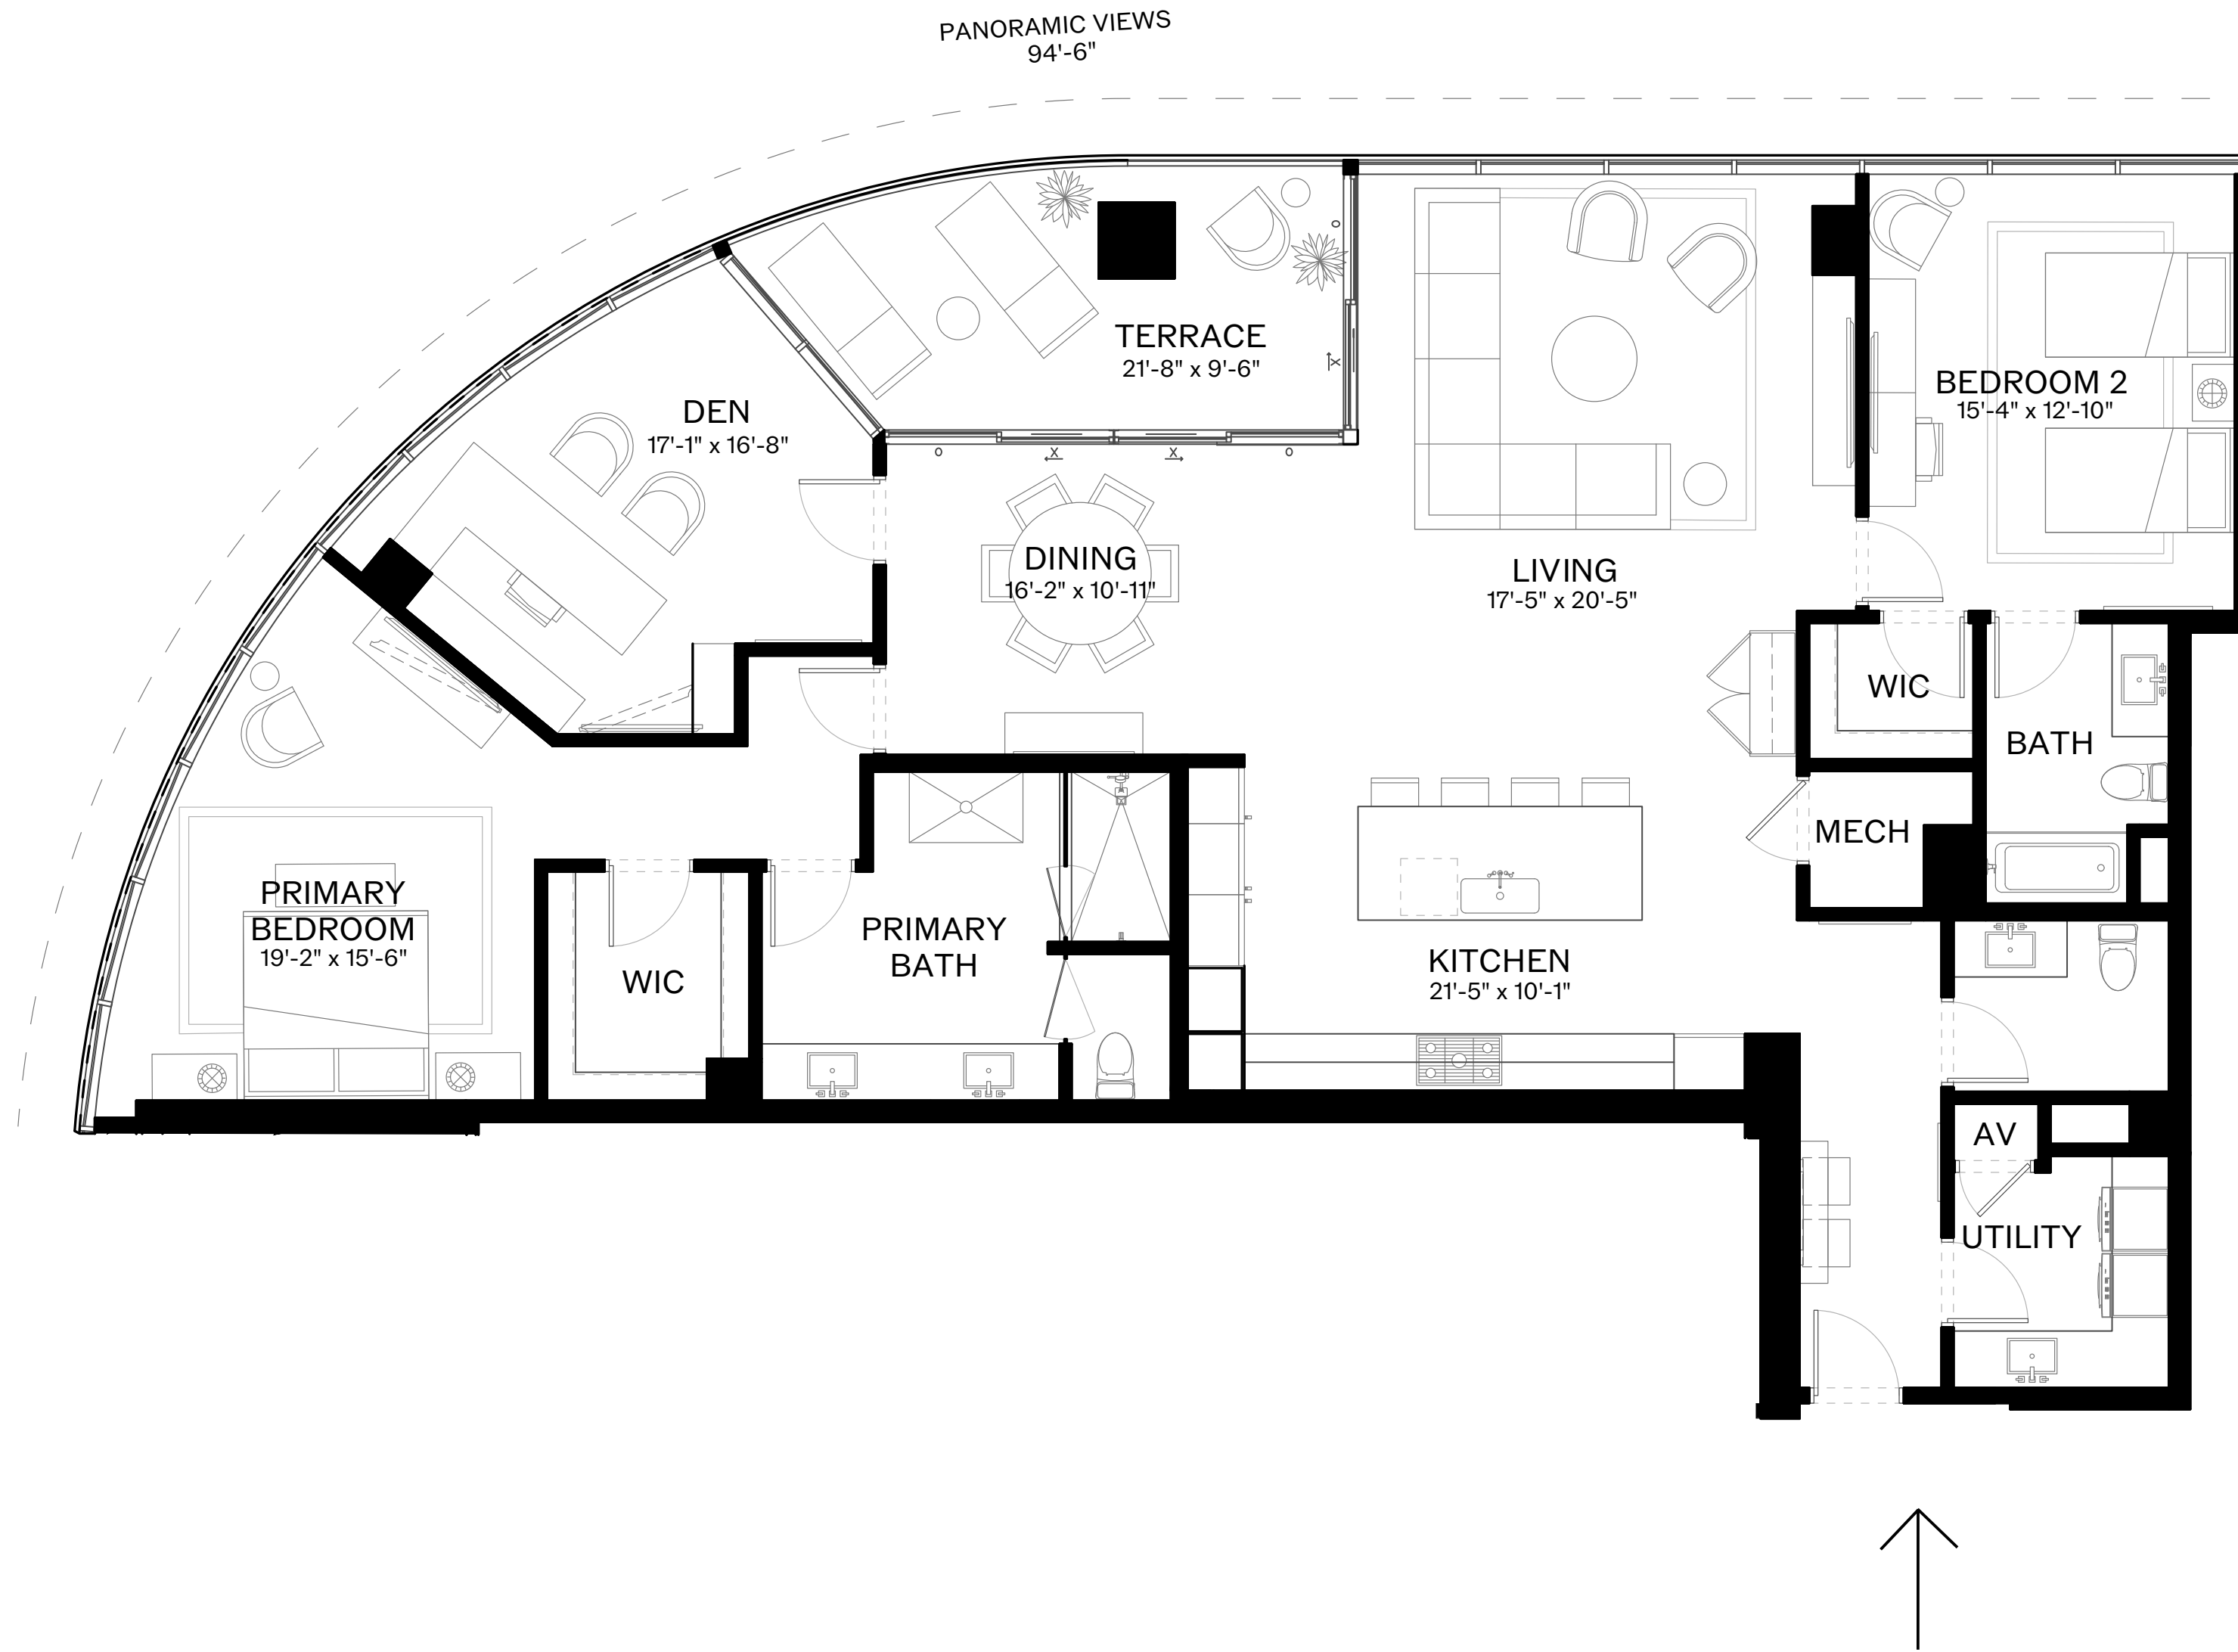 PANORAMIC VIEWS
94'-6"
TERRACE
21'-8" x 9'-6"
DEN
17'-1" x 16'-8"
BEDROOM 2
15'-4" x 12'-10"
O
X
O
X
X
O
DINING
16'-2" x 10'-11"
LIVING
17'-5" x 20'-5"
WIC
BATH
MECH
PRIMARY
BEDROOM
19'-2" x 15'-6"
WIC
PRIMARY
BATH
KITCHEN
21'-5" x 10'-1"
AV
UTILITY